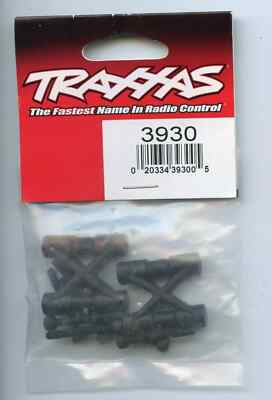 TRAXXAS
The Fastest Name In Radio Control
3930
0 20334 39300 5